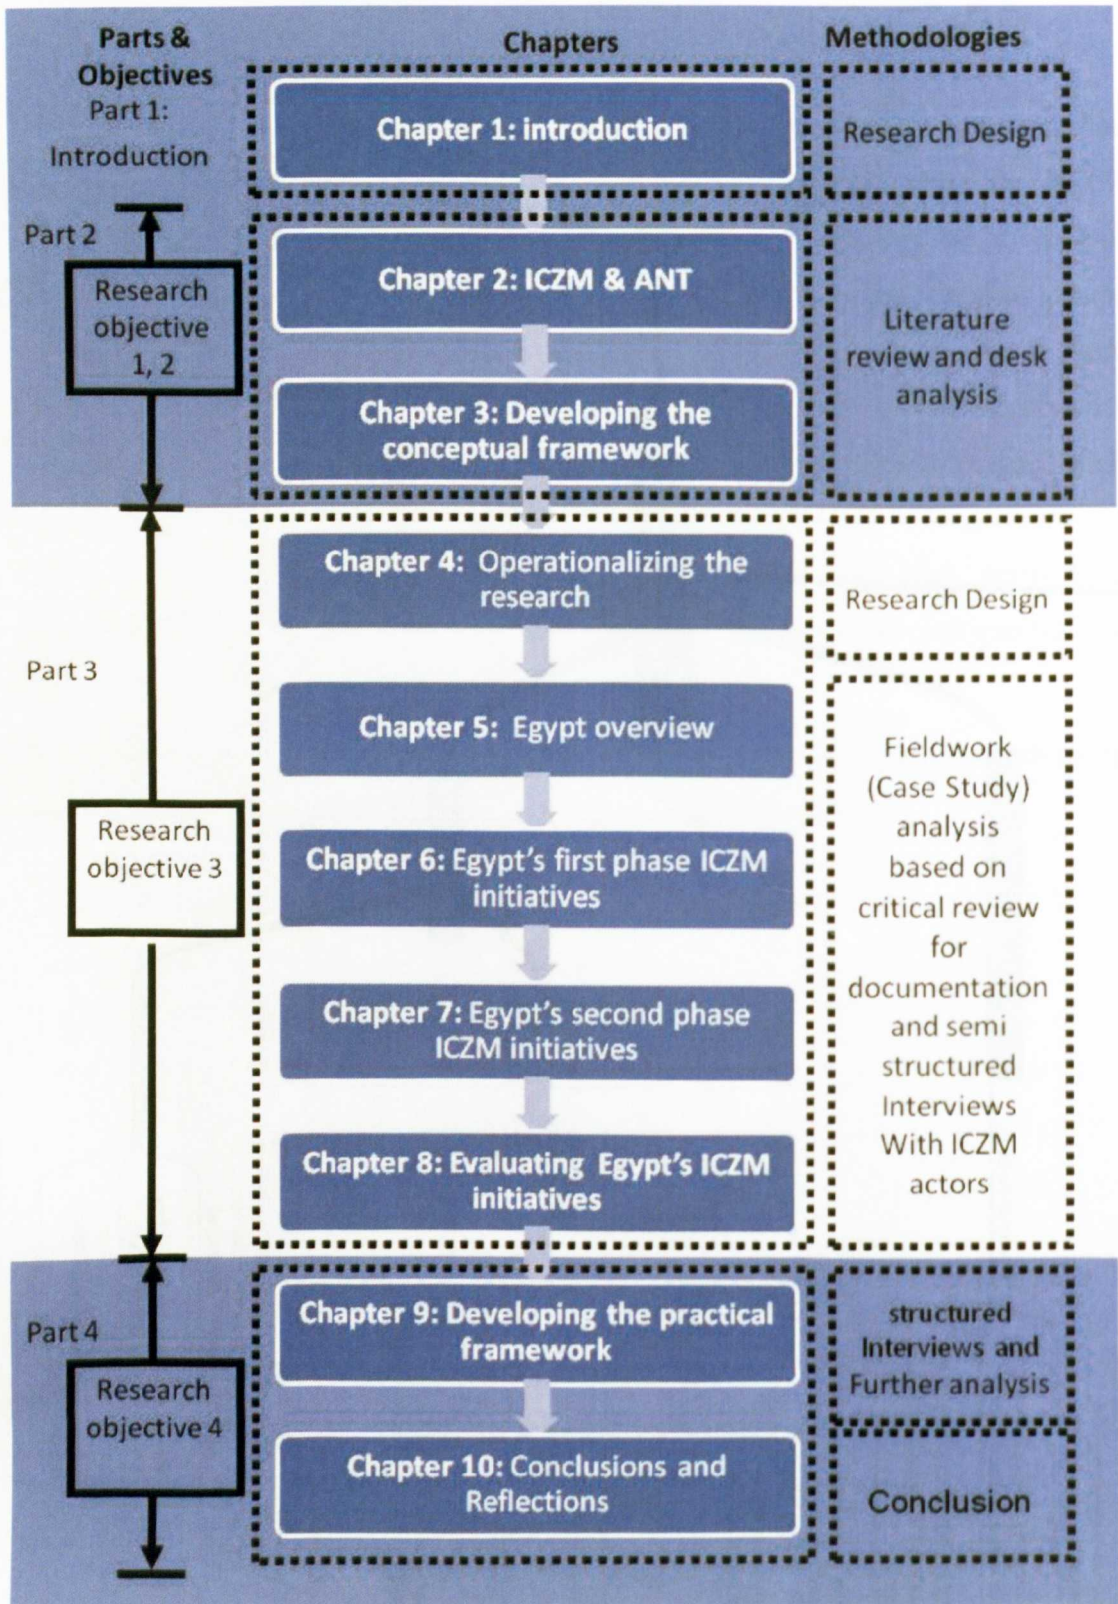 Parts &
Objectives
Chapters
Methodologies
Part 1:
Introduction
Chapter 1: introduction
Research Design
Part 2
Research
objective
1, 2
Chapter 2: ICZM & ANT
Chapter 3: Developing the
conceptual framework
Literature
review and desk
analysis
Part 3
Research
objective 3
Chapter 4: Operationalizing the
research
Research Design
Chapter 5: Egypt overview
Chapter 6: Egypt's first phase ICZM
initiatives
Chapter 7: Egypt's second phase
ICZM initiatives
Chapter 8: Evaluating Egypt's ICZM
initiatives
Fieldwork
(Case Study)
analysis
based on
critical review
for
documentation
and semi
structured
Interviews
With ICZM
actors
Part 4
Research
objective 4
Chapter 9: Developing the practical
framework
structured
Interviews and
Further analysis
Chapter 10: Conclusions and
Reflections
Conclusion